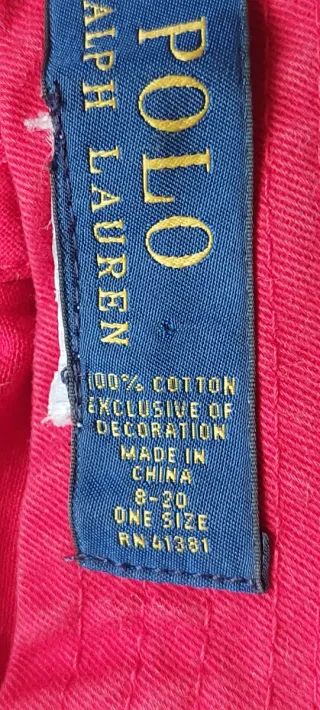 POLO
RALPH LAUREN
100% COTTON
EXCLUSIVE OF
DECORATION
MADE IN
CHINA
8-20
ONE SIZE
RN 41381